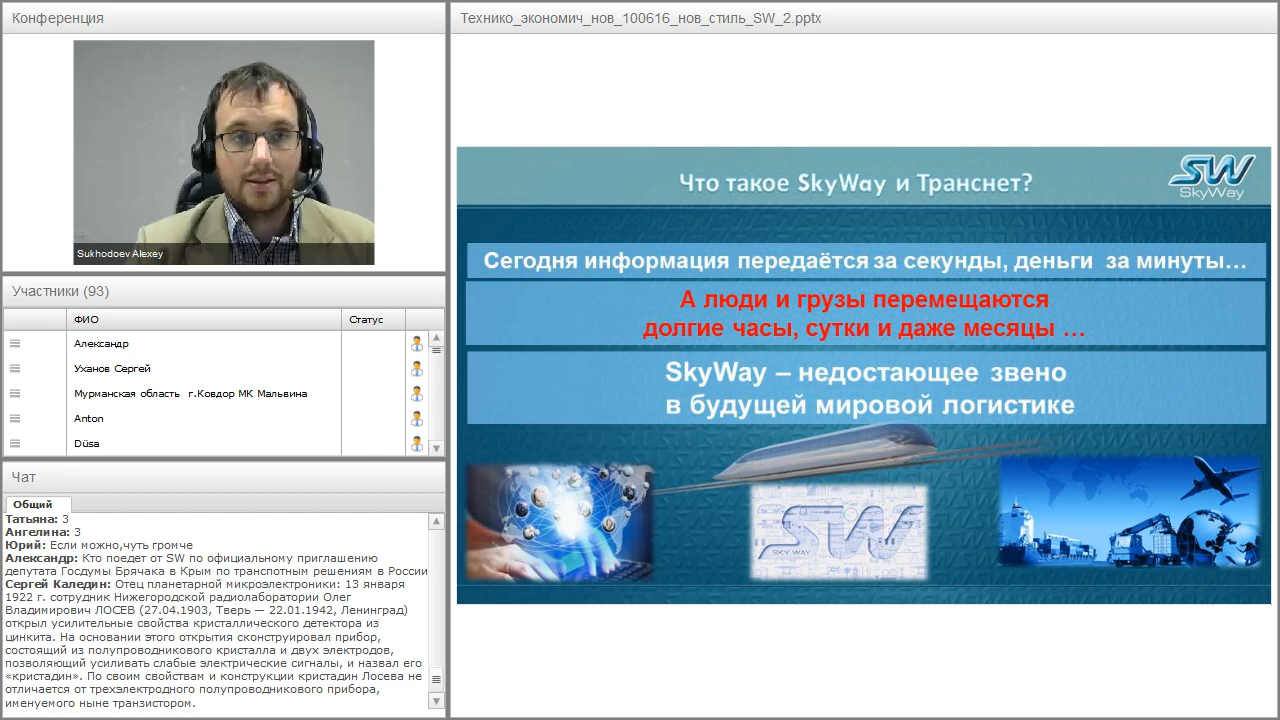 Конференция
Sukhodoev Alexey
Участники (93)
ФИО
Статус
Александр
Уханов Сергей
Мурманская область г.Ковдор МК Мальвина
Anton
Düsa
Чат
Общий
Татьяна: 3
Ангелина: 3
Юрий: Если можно,чуть громче
Александр: Кто поедет от SW по официальному приглашению
депутата Госдумы Брячака в Крым по транспотным решениям в России
Сергей Каледин: Отец планетарной микроэлектроники: 13 января
1922 г. сотрудник Нижегородской радиолаборатории Олег
Владимирович ЛОСЕВ (27.04.1903, Тверь — 22.01.1942, Ленинград)
открыл усилительные свойства кристаллического детектора из
цинкита. На основании этого открытия сконструировал прибор,
состоящий из полупроводникового кристалла и двух электродов,
позволяющий усиливать слабые электрические сигналы, и назвал его
«кристадин». По своим свойствам и конструкции кристадин Лосева не
отличается от трехэлектродного полупроводникового прибора,
именуемого ныне транзистором.
Технико_экономич_нов_100616_нов_стиль_SW_2.pptx
Что такое SkyWay и Транснет?
SW
SkyWay
Сегодня информация передаётся за секунды, деньги за минуты…
А люди и грузы перемещаются
долгие часы, сутки и даже месяцы …
SkyWay – недостающее звено
в будущей мировой логистике
SW
SKY WAY